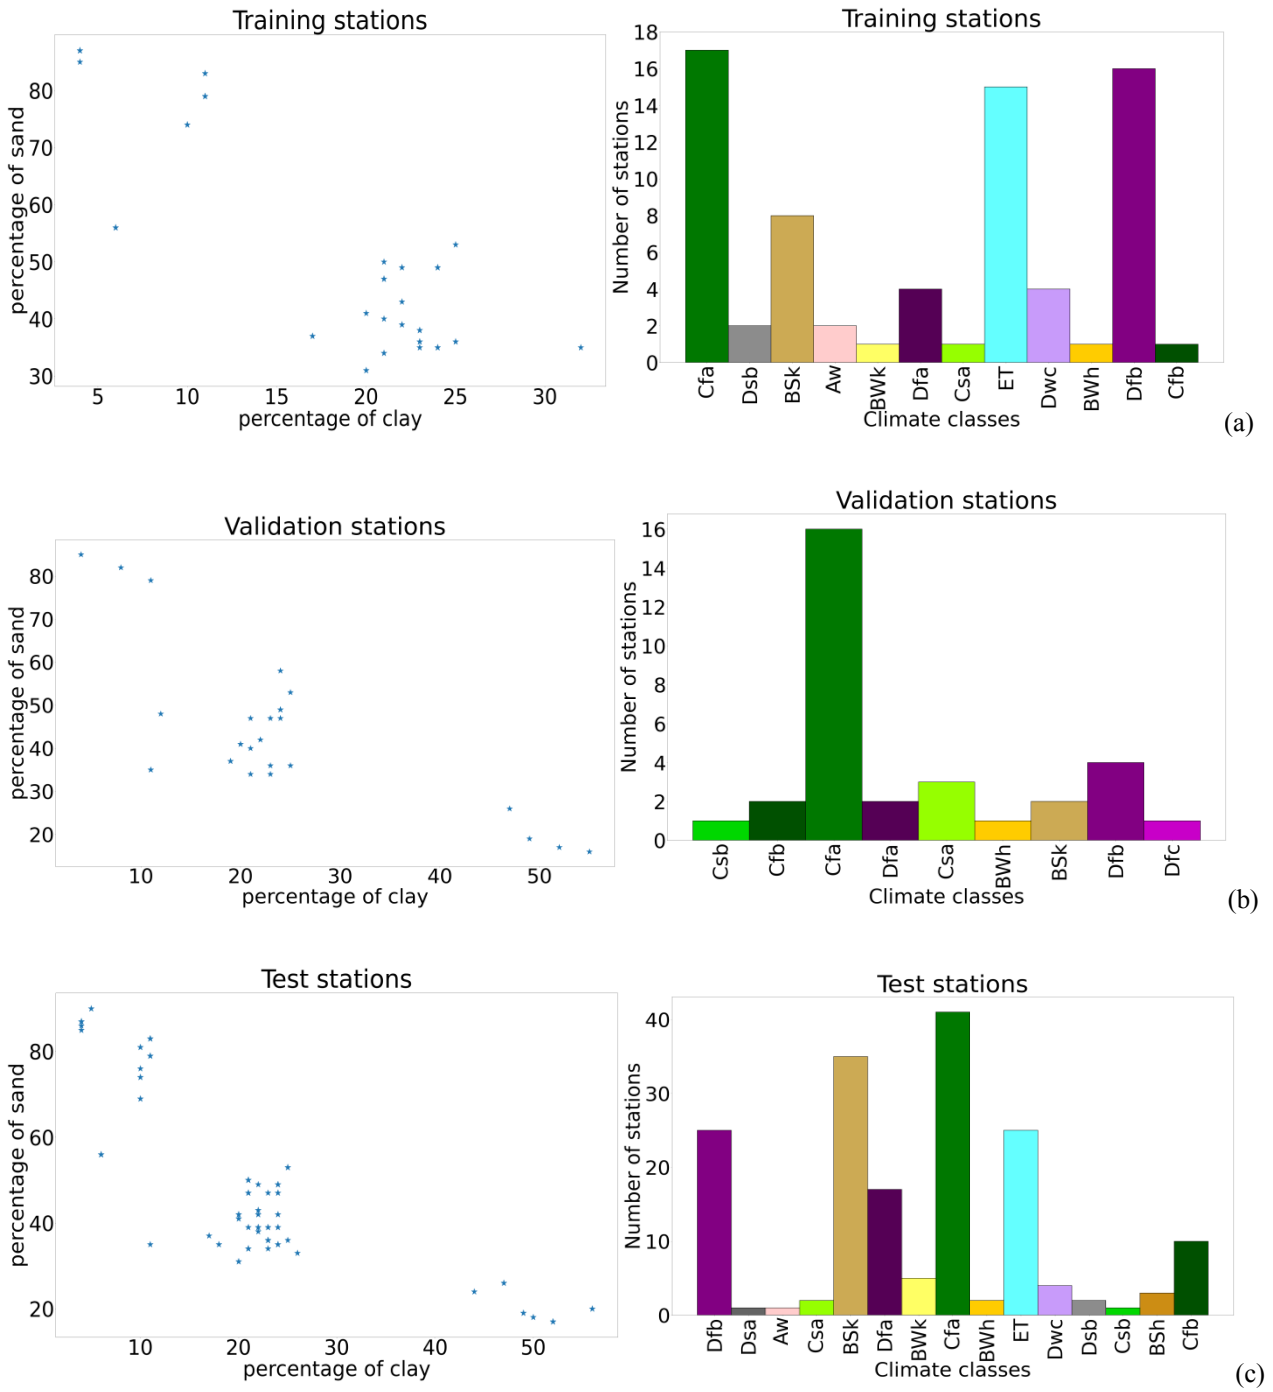 Training stations
percentage of sand
80
70
60
50
40
30
5 10 15 20 25 30
percentage of clay
Training stations
Number of stations
18
16
14
12
10
8
6
4
2
0
Cfa Dsb BSk Aw BWk Dfa Csa ET Dwc BWh Dfb Cfb
Climate classes
(a)
Validation stations
percentage of sand
80
70
60
50
40
30
20
10 20 30 40 50
percentage of clay
Validation stations
Number of stations
16
14
12
10
8
6
4
2
0
Csb Cfb Cfa Dfa Csa BWh BSk Dfb Dfc
Climate classes
(b)
Test stations
percentage of sand
80
60
40
20
10 20 30 40 50
percentage of clay
Test stations
Number of stations
40
30
20
10
0
Dfb Dsa Aw Csa BSk Dfa BWk Cfa BWh ET Dwc Dsb Csb BSh Cfb
Climate classes
(c)